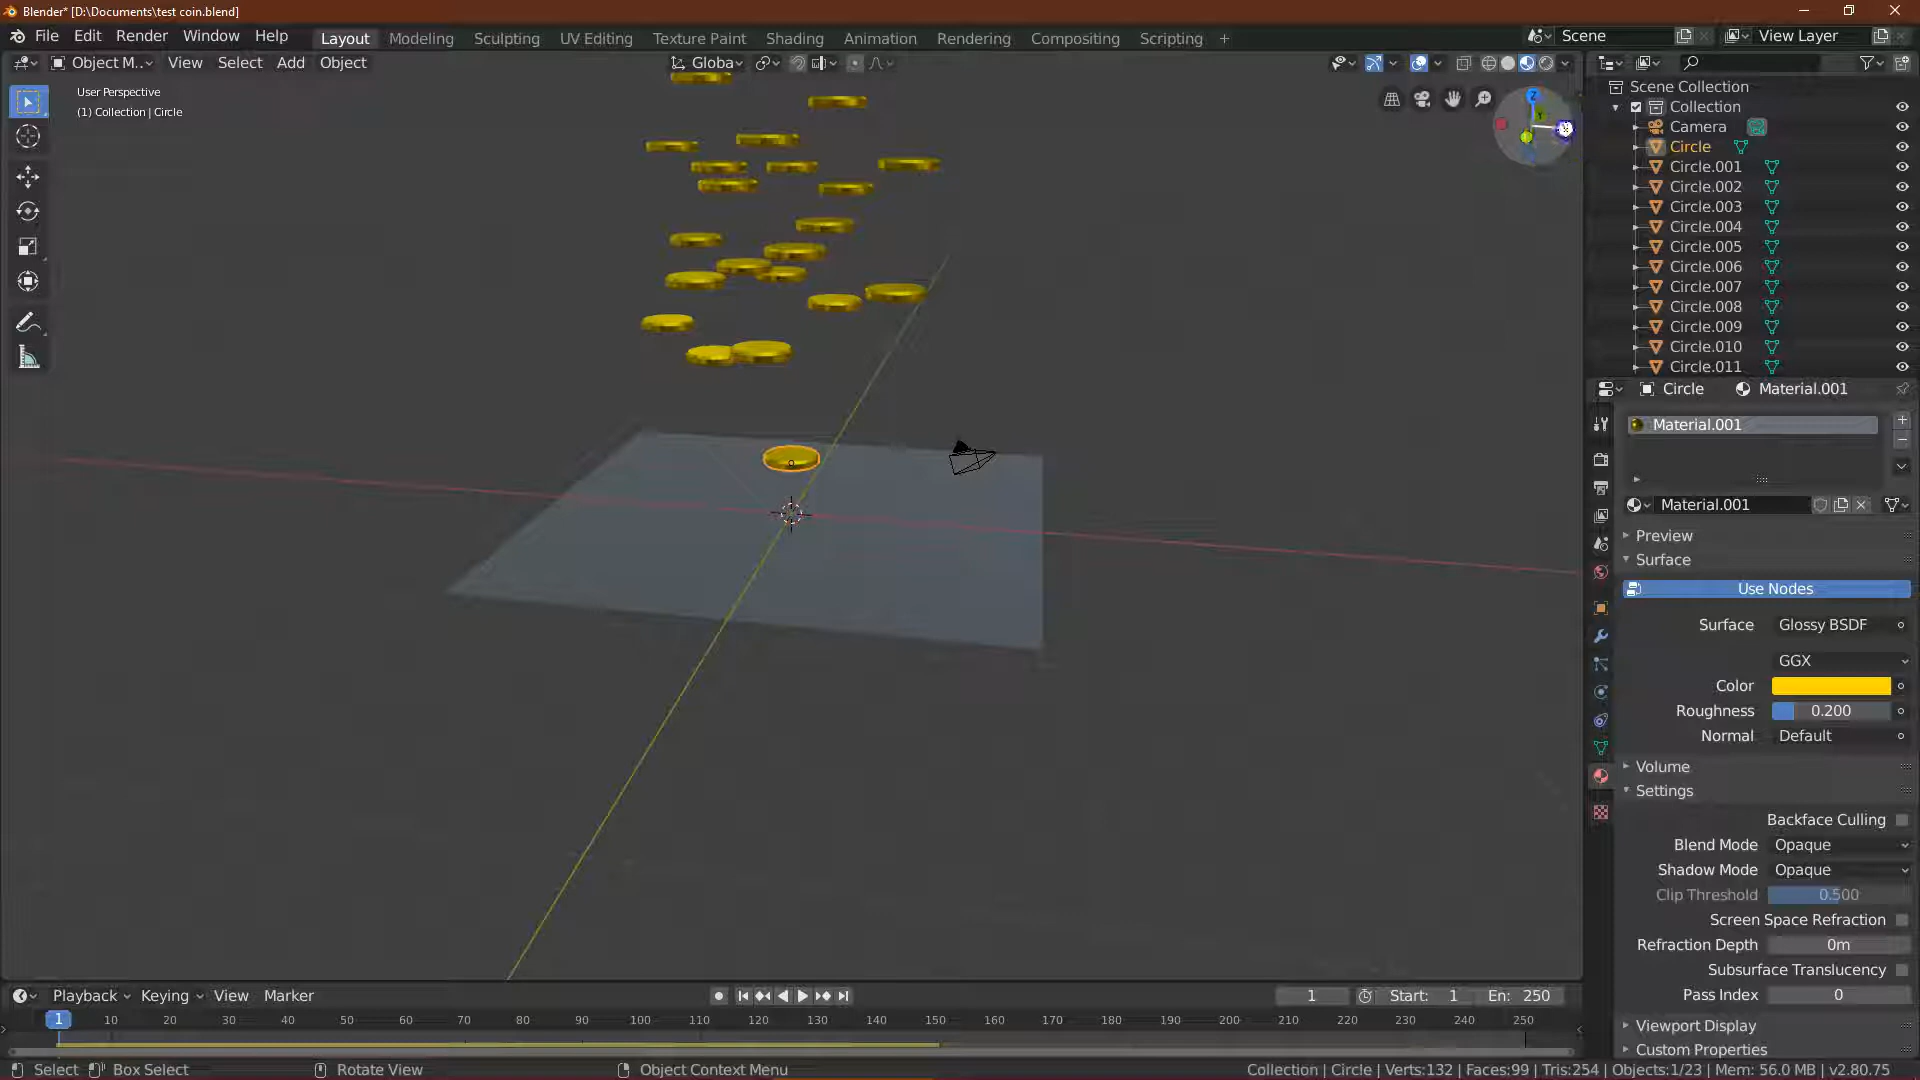 Blender* [D:\Documents\test coin.blend]
File Edit Render Window Help
Layout Modeling Sculpting UV Editing Texture Paint Shading Animation Rendering Compositing Scripting +
Scene
View Layer
Object M..
View Select Add Object
Globa
User Perspective
(1) Collection | Circle
Z
Y
X
Scene Collection
Collection
Camera
Circle
Circle.001
Circle.002
Circle.003
Circle.004
Circle.005
Circle.006
Circle.007
Circle.008
Circle.009
Circle.010
Circle.011
Circle Material.001
Material.001
Material.001
Preview
Surface
Use Nodes
Surface Glossy BSDF
GGX
Color
Roughness 0.200
Normal Default
Volume
Settings
Backface Culling
Blend Mode Opaque
Shadow Mode Opaque
Clip Threshold 0.500
Screen Space Refraction
Refraction Depth 0m
Subsurface Translucency
Pass Index 0
Viewport Display
Custom Properties
Playback Keying View Marker
1 Start: 1 En: 250
1 10 20 30 40 50 60 70 80 90 100 110 120 130 140 150 160 170 180 190 200 210 220 230 240 250
Select Box Select Rotate View Object Context Menu
Collection | Circle | Verts:132 | Faces:99 | Tris:254 | Objects:1/23 | Mem: 56.0 MB | v2.80.75